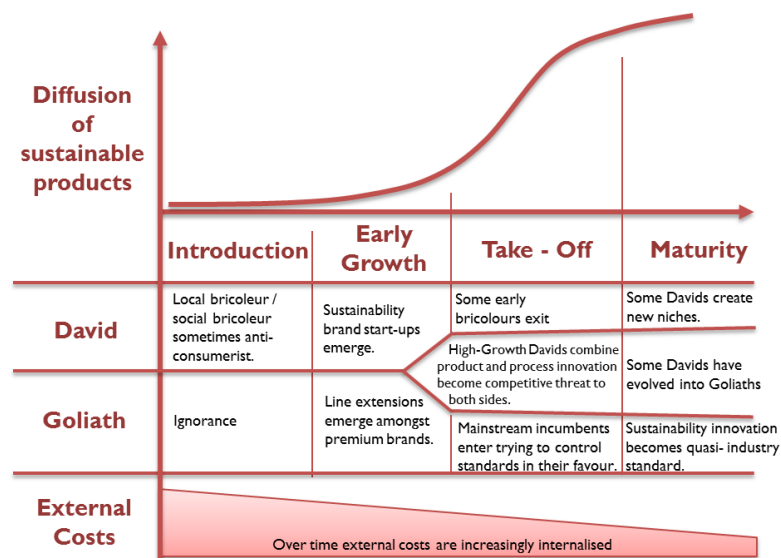 Diffusion
of
sustainable
products
Introduction
Early
Growth
Take - Off
Maturity
David
Local bricoleur /
social bricoleur
sometimes anti-
consumerist.
Sustainability
brand start-ups
emerge.
Some early
bricolours exit
Some Davids create
new niches.
High-Growth Davids combine
product and process innovation
become competitive threat to
both sides.
Some Davids have
evolved into Goliaths
Goliath
Ignorance
Line extensions
emerge amongst
premium brands.
Mainstream incumbents
enter trying to control
standards in their favour.
Sustainability innovation
becomes quasi- industry
standard.
External
Costs
Over time external costs are increasingly internalised